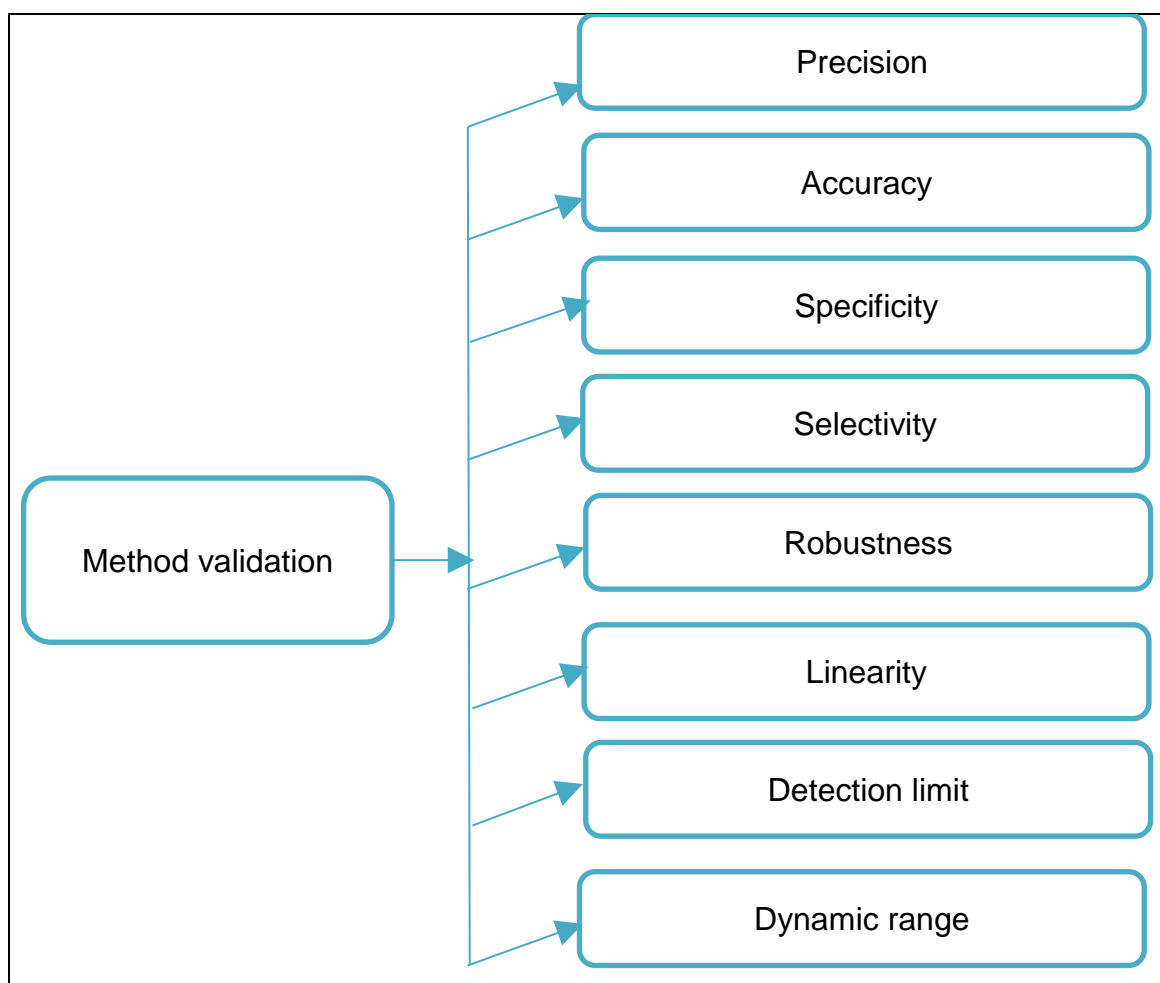 Precision
Accuracy
Specificity
Selectivity
Method validation
Robustness
Linearity
Detection limit
Dynamic range